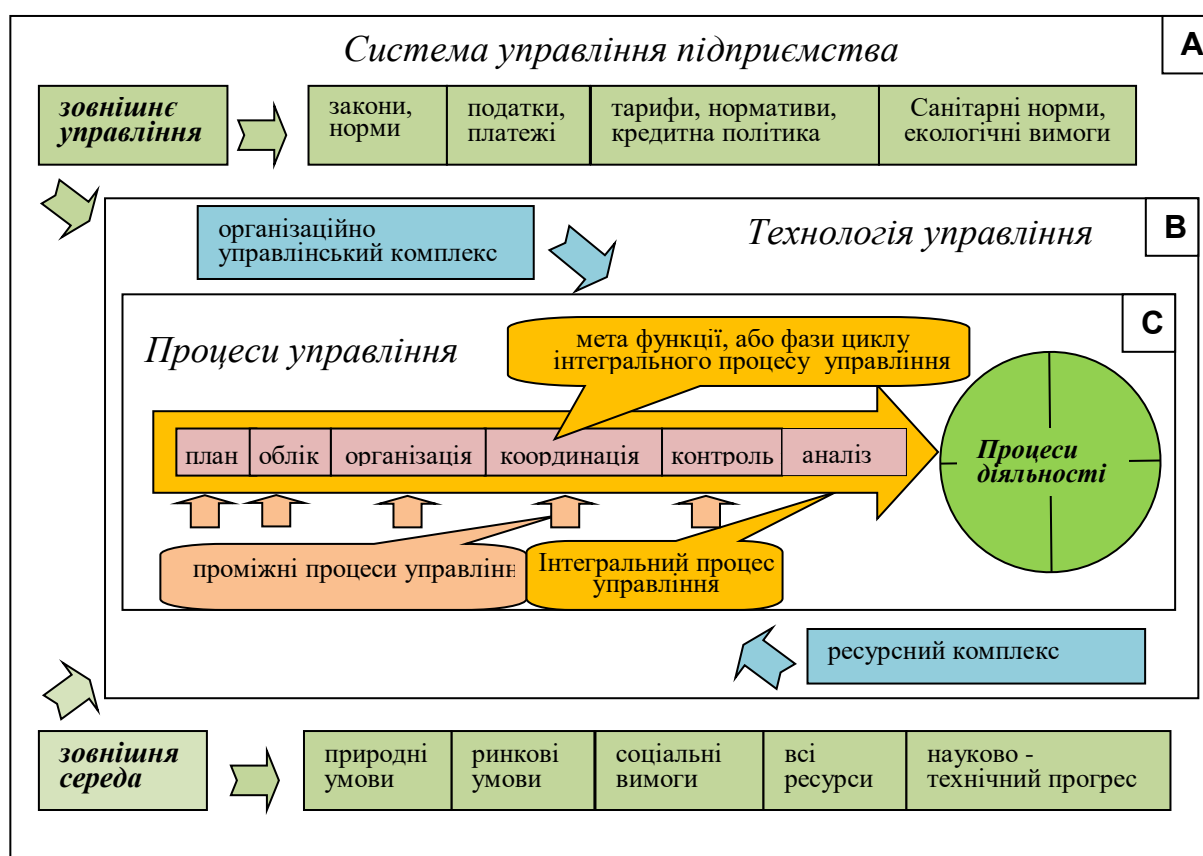 Система управління підприємства
A
зовнішнє
управління
закони,
норми
податки,
платежі
тарифи, нормативи,
кредитна політика
Санітарні норми,
екологічні вимоги
організаційно
управлінський комплекс
Технологія управління
B
Процеси управління
мета функції, або фази циклу
інтегрального процесу управління
C
план
облік
організація
координація
контроль
аналіз
Процеси
діяльності
проміжні процеси управлінн
Інтегральний процес
управління
ресурсний комплекс
зовнішня
середа
природні
умови
ринкові
умови
соціальні
вимоги
всі
ресурси
науково -
технічний прогрес